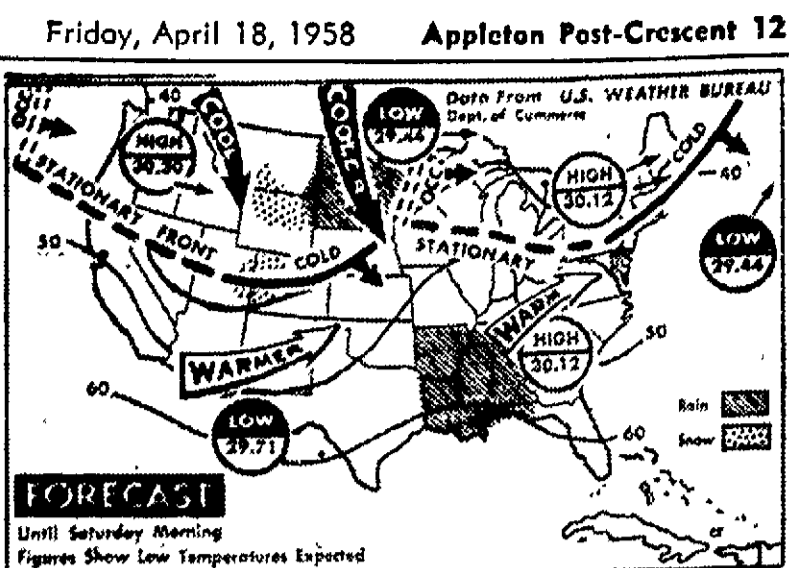 Friday, April 18, 1958 Appleton Post-Crescent 12
Data From U.S. WEATHER BUREAU
Dept. of Commerce
40
COOL
COOLER
LOW
29.44
HIGH
30.30
STATIONARY FRONT
OCC
HIGH
30.12
COLD
40
LOW
29.44
50
COLD
STATIONARY
WARMER
WARM
HIGH
30.12
50
60
LOW
29.71
60
Rain
Snow
FORECAST
Until Saturday Morning
Figures Show Low Temperatures Expected